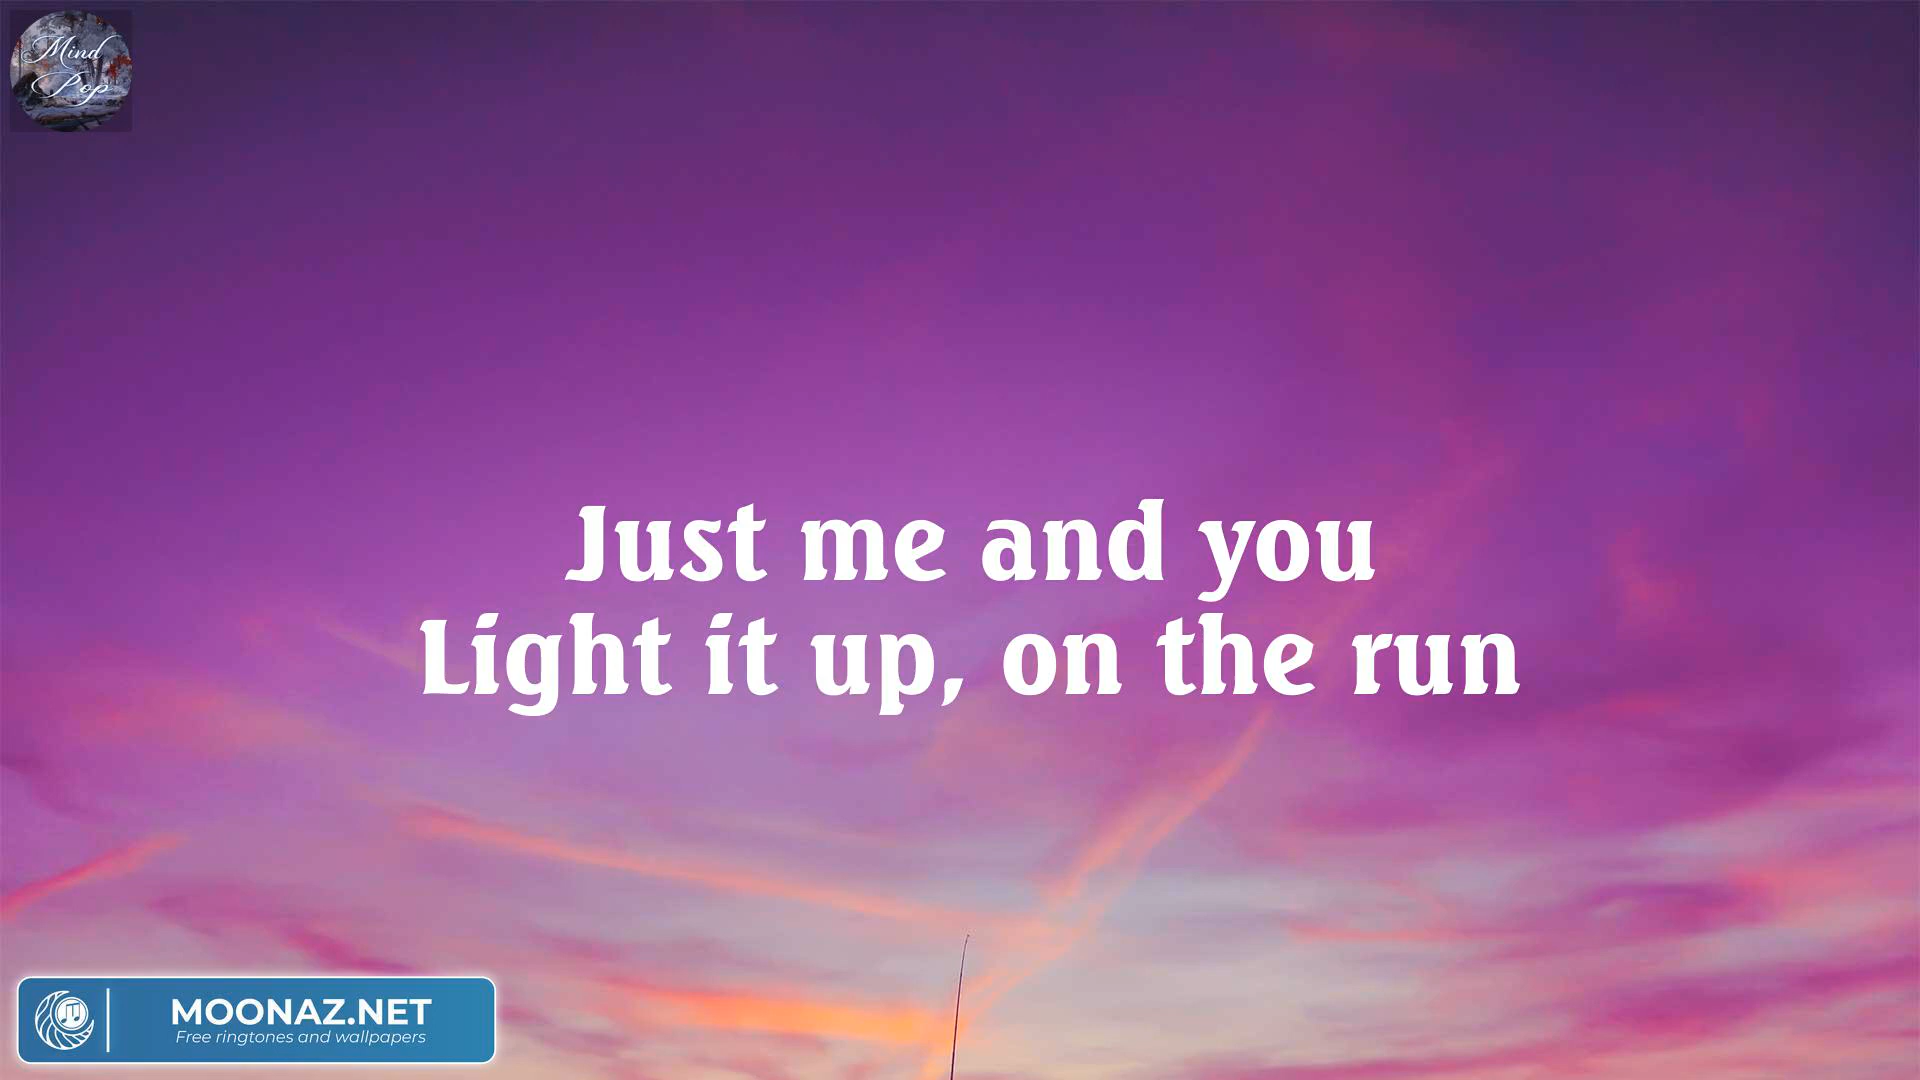 Mind
Pop
Just me and you
Light it up, on the run
MOONAZ.NET
Free ringtones and wallpapers